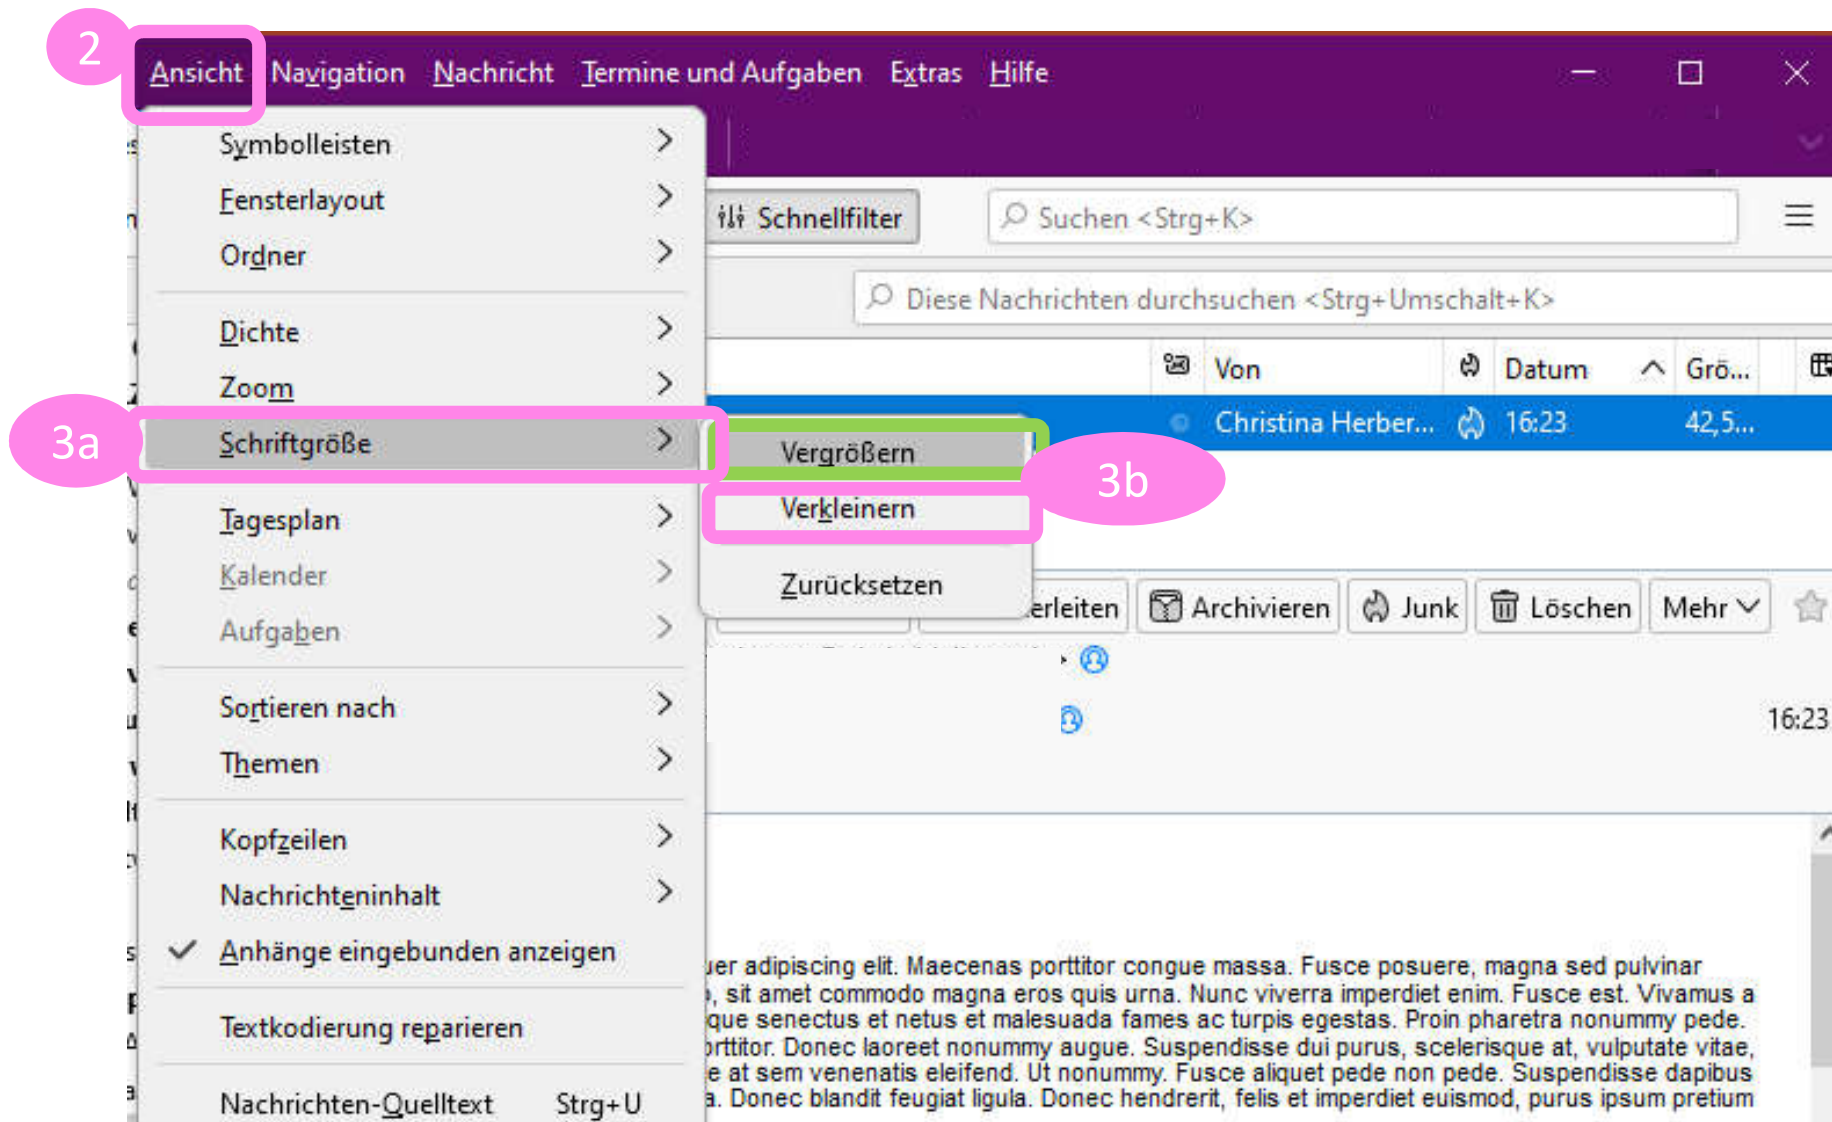 2
Ansicht Navigation Nachricht Termine und Aufgaben Extras Hilfe
Symbolleisten
Fensterlayout
Schnellfilter Suchen <Strg+K>
Ordner
Diese Nachrichten durchsuchen <Strg+Umschalt+K>
Dichte
Von Datum Grö...
Zoom
3a Schriftgröße
Christina Herber... 16:23 42,5...
Vergrößern
3b
Verkleinern
Tagesplan
Kalender
Zurücksetzen
erleiten Archivieren Junk Löschen Mehr
Aufgaben
Sortieren nach
16:23
Themen
Kopfzeilen
Nachrichteninhalt
Anhänge eingebunden anzeigen
uer adipiscing elit. Maecenas porttitor congue massa. Fusce posuere, magna sed pulvinar
, sit amet commodo magna eros quis urna. Nunc viverra imperdiet enim. Fusce est. Vivamus a
que senectus et netus et malesuada fames ac turpis egestas. Proin pharetra nonummy pede.
Textkodierung reparieren
orttitor. Donec laoreet nonummy augue. Suspendisse dui purus, scelerisque at, vulputate vitae,
e at sem venenatis eleifend. Ut nonummy. Fusce aliquet pede non pede. Suspendisse dapibus
a. Donec blandit feugiat ligula. Donec hendrerit, felis et imperdiet euismod, purus ipsum pretium
Nachrichten-Quelltext Strg+U